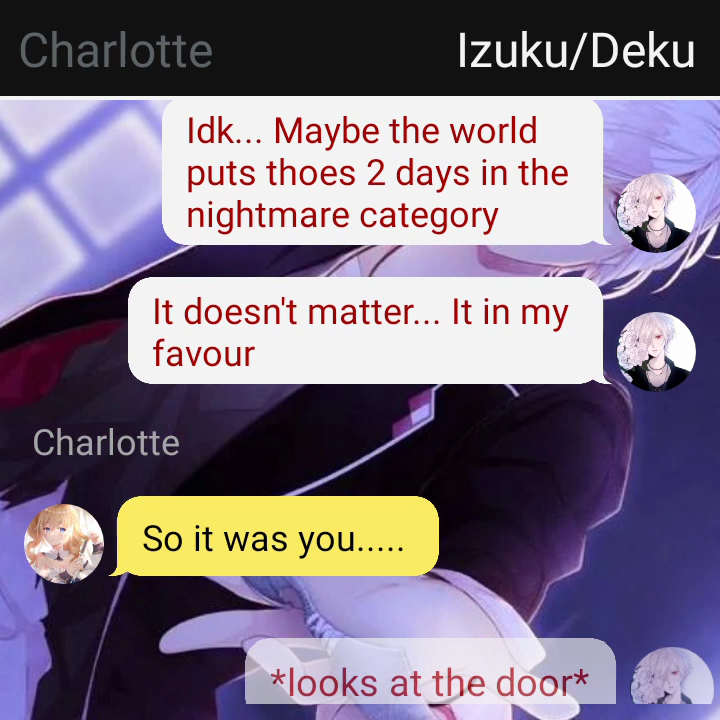 Charlotte Izuku/Deku
Idk... Maybe the world
puts thoes 2 days in the
nightmare category
It doesn't matter... It in my
favour
Charlotte
So it was you.....
*looks at the door*